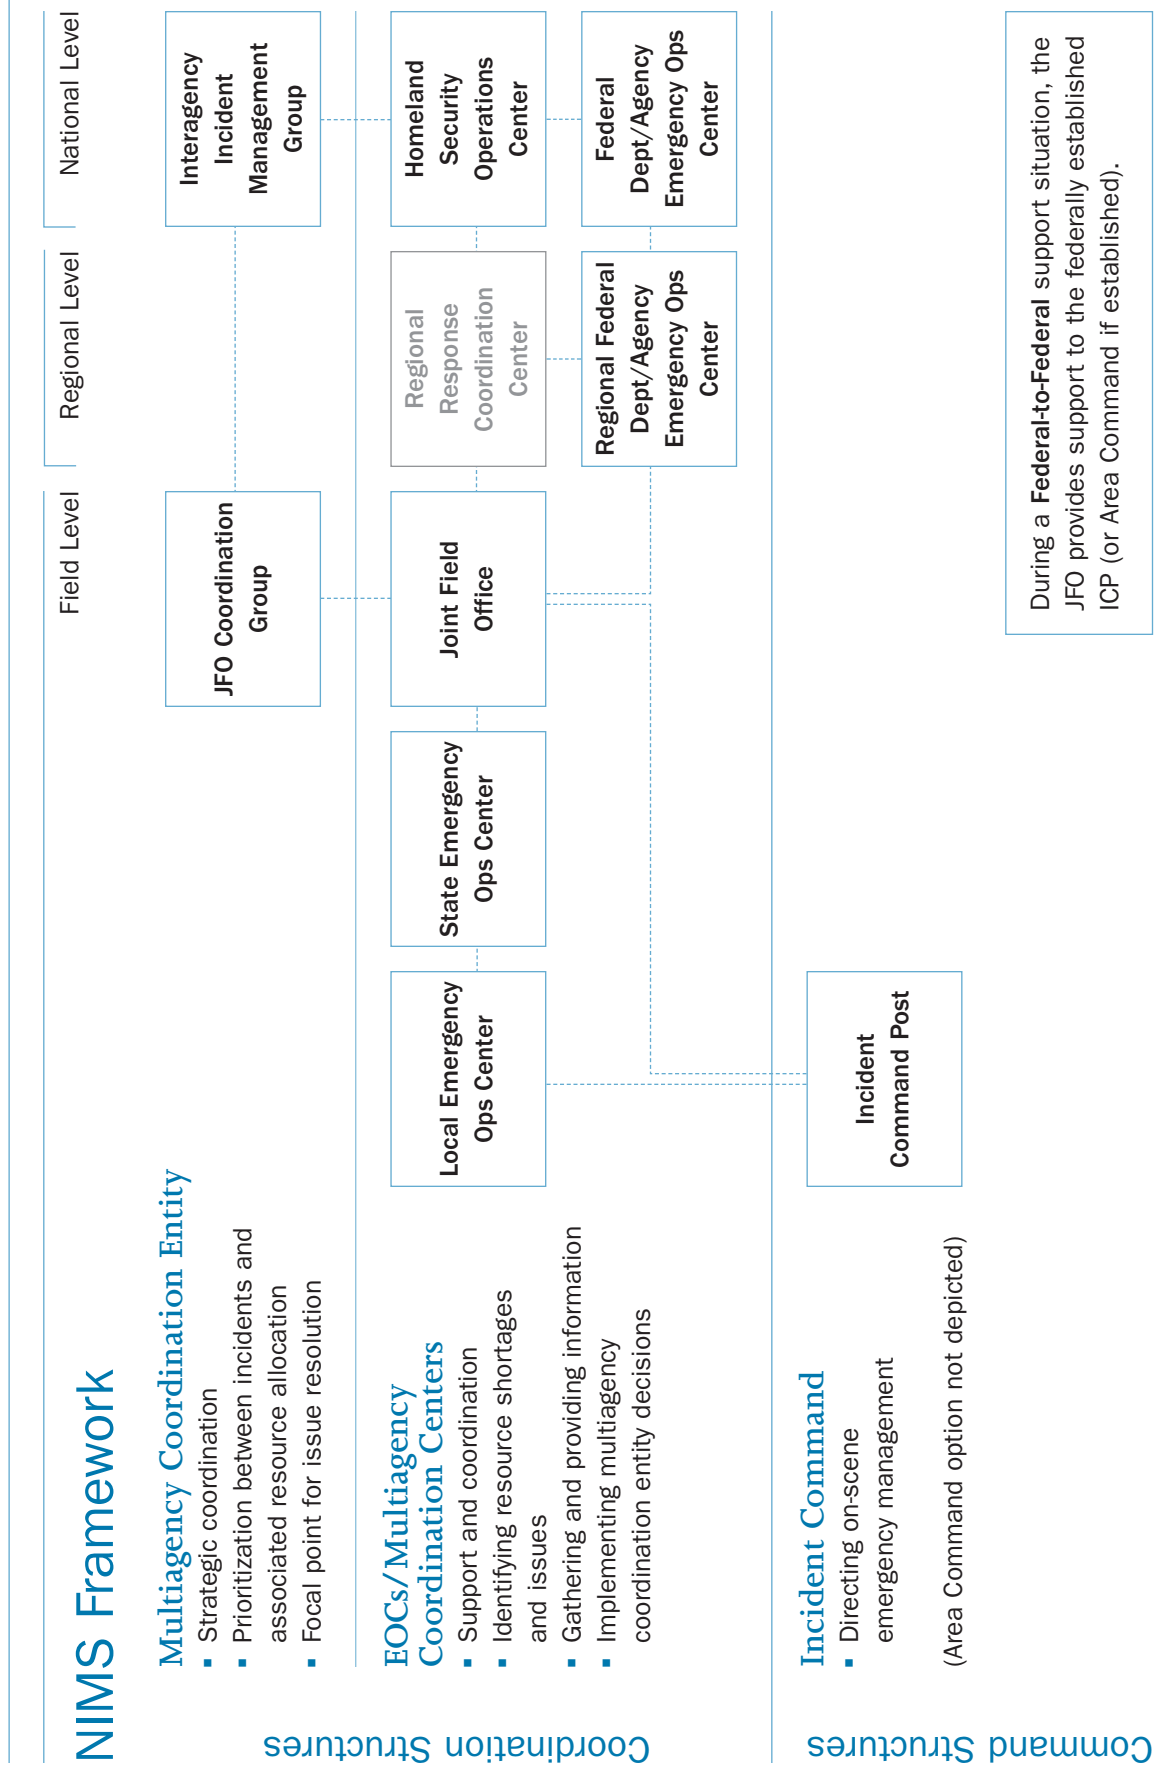 NIMS Framework
Field Level
Regional Level
National Level
Coordination Structures
Multiagency Coordination Entity
▪ Strategic coordination
▪ Prioritization between incidents and
associated resource allocation
▪ Focal point for issue resolution
JFO Coordination
Group
Interagency
Incident
Management
Group
EOCs/Multiagency
Coordination Centers
▪ Support and coordination
▪ Identifying resource shortages
and issues
▪ Gathering and providing information
▪ Implementing multiagency
coordination entity decisions
Local Emergency
Ops Center
State Emergency
Ops Center
Joint Field
Office
Regional
Response
Coordination
Center
Homeland
Security
Operations
Center
Regional Federal
Dept/Agency
Emergency Ops
Center
Federal
Dept/Agency
Emergency Ops
Center
Command Structures
Incident Command
▪ Directing on-scene
emergency management
(Area Command option not depicted)
Incident
Command Post
During a Federal-to-Federal support situation, the
JFO provides support to the federally established
ICP (or Area Command if established).